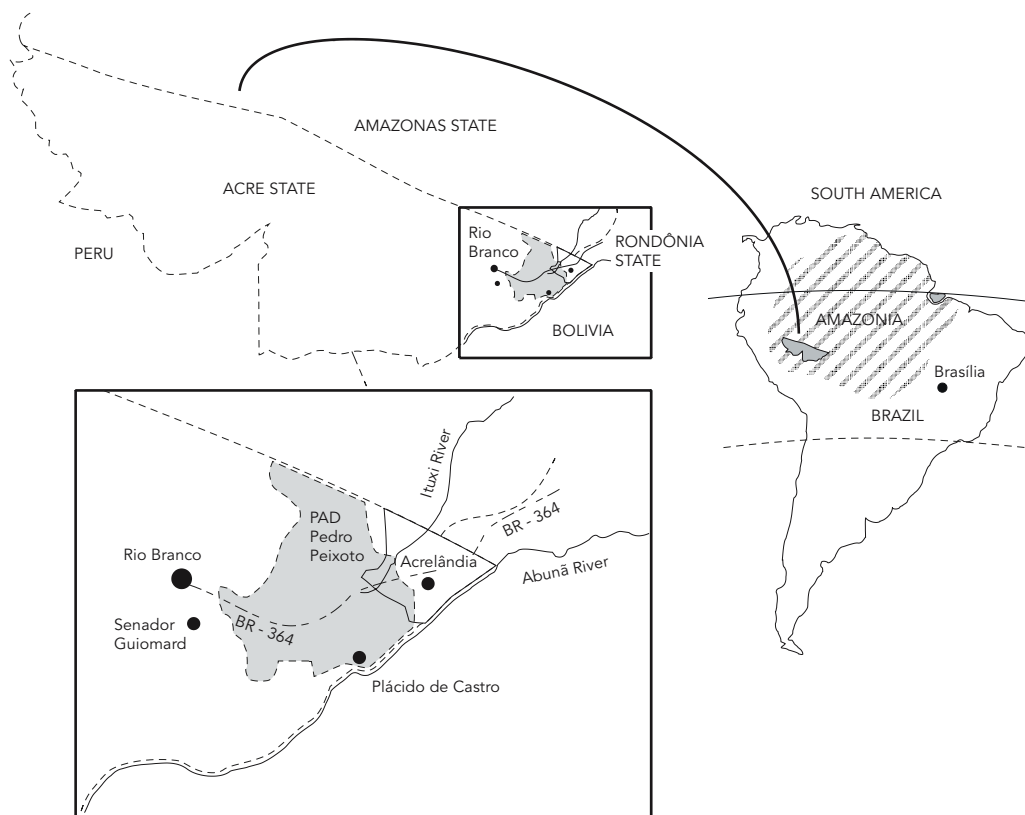 AMAZONAS STATE
ACRE STATE
PERU
Rio
Branco
RONDÔNIA
STATE
BOLIVIA
SOUTH AMERICA
AMAZONIA
Brasília
BRAZIL
Ituxi River
BR - 364
PAD
Pedro
Peixoto
Rio Branco
Acrelândia
Abunã River
Senador
Guiomard
BR - 364
Plácido de Castro